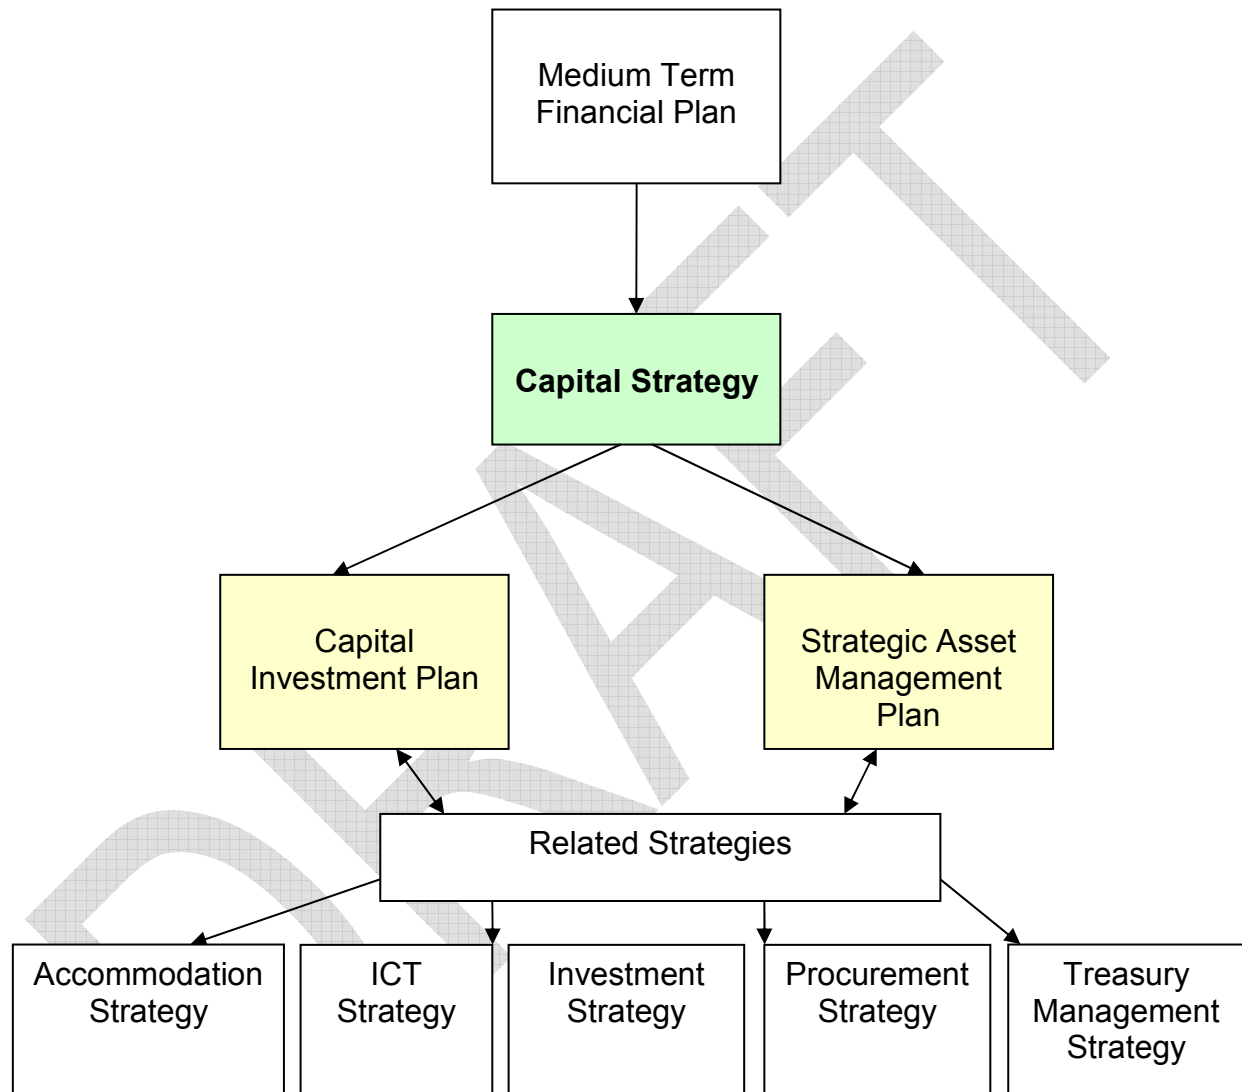 Medium Term
Financial Plan
Capital Strategy
Capital
Investment Plan
Strategic Asset
Management
Plan
Related Strategies
Accommodation
Strategy
ICT
Strategy
Investment
Strategy
Procurement
Strategy
Treasury
Management
Strategy
DRAFT